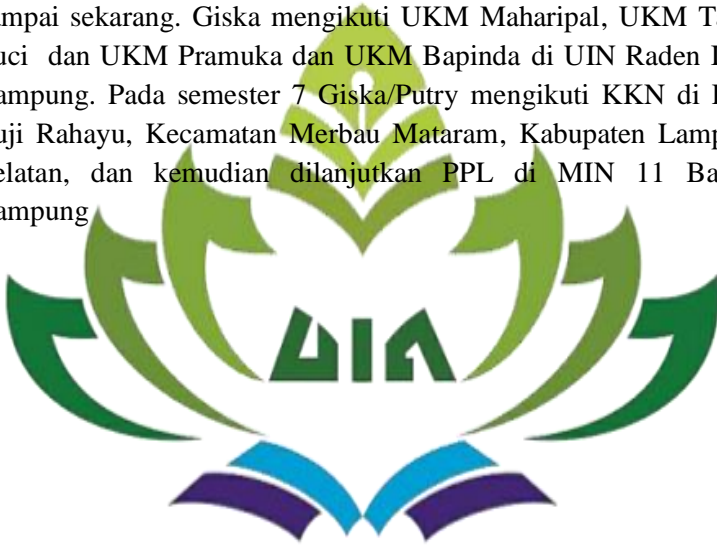 ampai sekarang. Giska mengikuti UKM Maharipal, UKM T
uci dan UKM Pramuka dan UKM Bapinda di UIN Raden
ampung. Pada semester 7 Giska/Putry mengikuti KKN di
uji Rahayu, Kecamatan Merbau Mataram, Kabupaten Lamp
elatan, dan kemudian dilanjutkan PPL di MIN 11 Ba
ampung
UIN